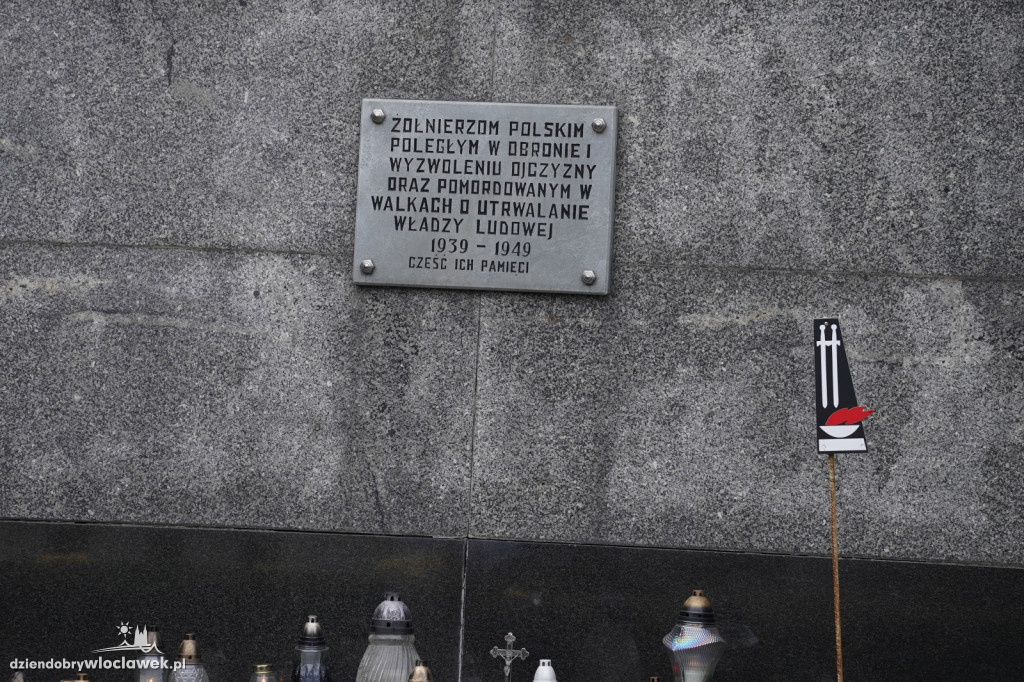 ŻOŁNIERZOM POLSKIM
POLEGŁYM W OBRONIE I
WYZWOLENIU OJCZYZNY
ORAZ POMORDOWANYM W
WALKACH O UTRWALANIE
WŁADZY LUDOWEJ
1939 - 1949
CZEŚĆ ICH PAMIĘCI
dziendobrywloclawek.pl